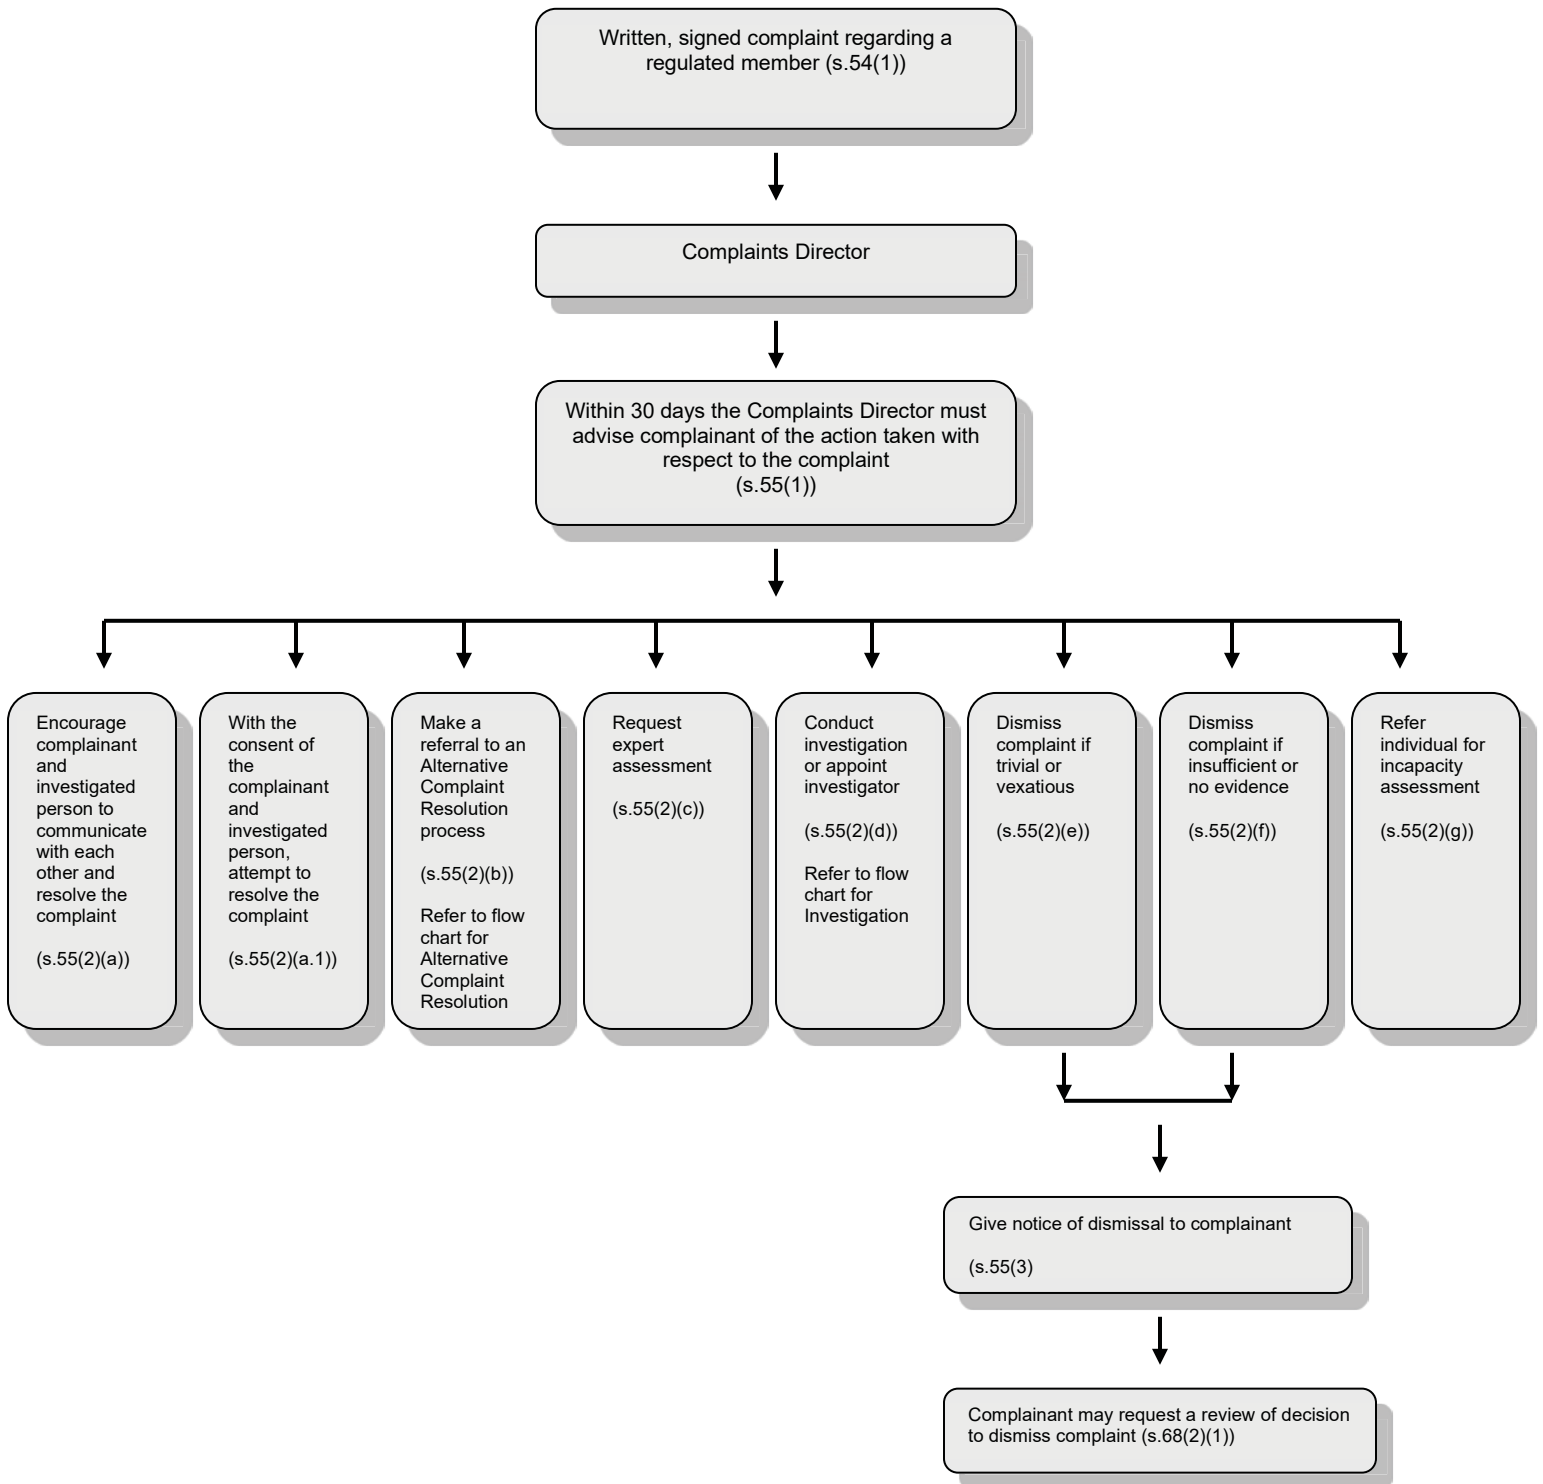 Written, signed complaint regarding a
regulated member (s.54(1))
Complaints Director
Within 30 days the Complaints Director must
advise complainant of the action taken with
respect to the complaint
(s.55(1))
Encourage
complainant
and
investigated
person to
communicate
with each
other and
resolve the
complaint
(s.55(2)(a))
With the
consent of
the
complainant
and
investigated
person,
attempt to
resolve the
complaint
(s.55(2)(a.1))
Make a
referral to an
Alternative
Complaint
Resolution
process
(s.55(2)(b))
Refer to flow
chart for
Alternative
Complaint
Resolution
Request
expert
assessment
(s.55(2)(c))
Conduct
investigation
or appoint
investigator
(s.55(2)(d))
Refer to flow
chart for
Investigation
Dismiss
complaint if
trivial or
vexatious
(s.55(2)(e))
Dismiss
complaint if
insufficient or
no evidence
(s.55(2)(f))
Refer
individual for
incapacity
assessment
(s.55(2)(g))
Give notice of dismissal to complainant
(s.55(3)
Complainant may request a review of decision
to dismiss complaint (s.68(2)(1))